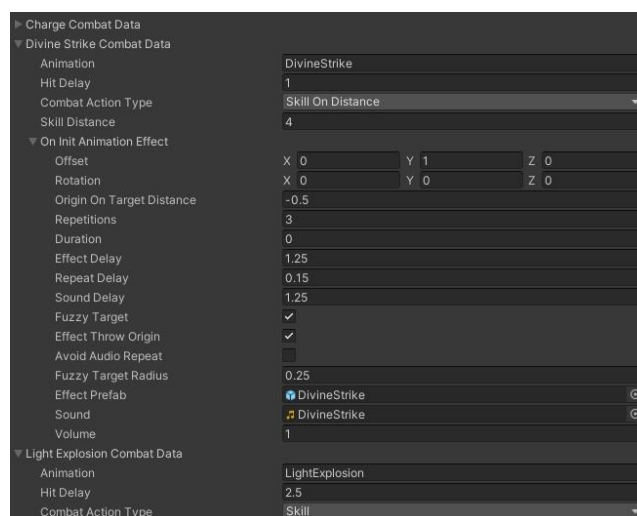 Charge Combat Data
Divine Strike Combat Data
Animation DivineStrike
Hit Delay 1
Combat Action Type Skill On Distance
Skill Distance 4
On Init Animation Effect
Offset X 0 Y 1 Z 0
Rotation X 0 Y 0 Z 0
Origin On Target Distance -0.5
Repetitions 3
Duration 0
Effect Delay 1.25
Repeat Delay 0.15
Sound Delay 1.25
Fuzzy Target
Effect Throw Origin
Avoid Audio Repeat
Fuzzy Target Radius 0.25
Effect Prefab DivineStrike
Sound DivineStrike
Volume 1
Light Explosion Combat Data
Animation LightExplosion
Hit Delay 2.5
Combat Action Type Skill